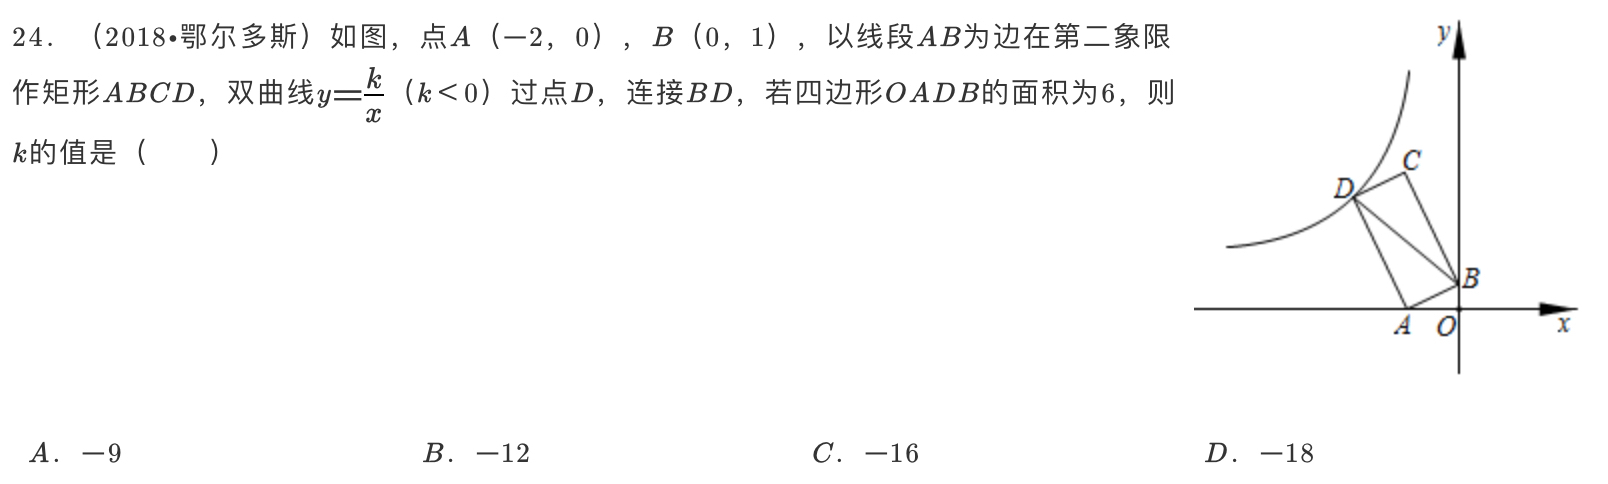 24. （2018•鄂尔多斯）如图，点A（－2，0），B（0，1），以线段AB为边在第二象限
作矩形ABCD，双曲线y＝k/x（k＜0）过点D，连接BD，若四边形OADB的面积为6，则
k的值是（　　）
y
C
D
B
A O x
A. －9 B. －12 C. －16 D. －18